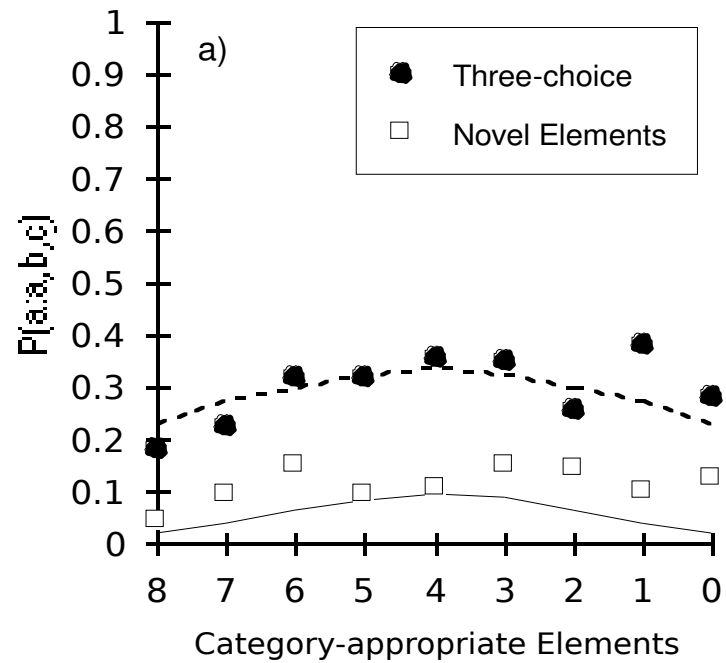 a)
Three-choice
Novel Elements
P(a:a,b,c)
1
0.9
0.8
0.7
0.6
0.5
0.4
0.3
0.2
0.1
0
8 7 6 5 4 3 2 1 0
Category-appropriate Elements